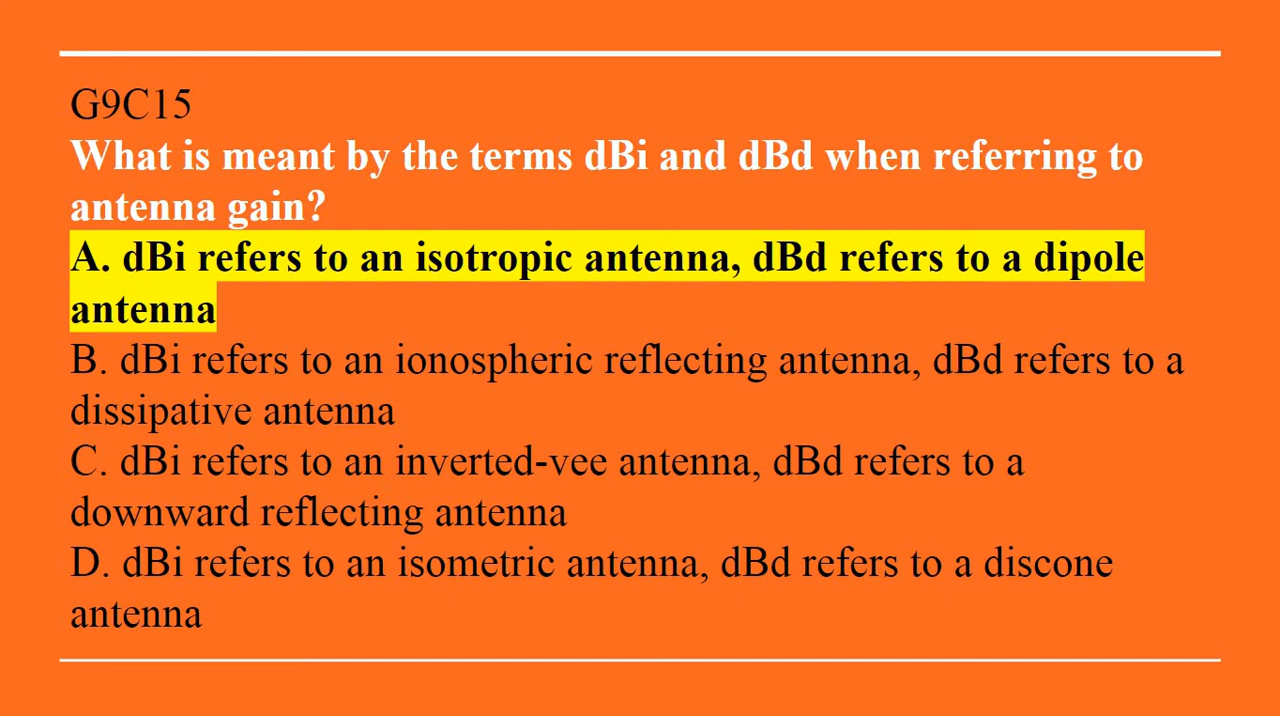 G9C15
What is meant by the terms dBi and dBd when referring to
antenna gain?
A. dBi refers to an isotropic antenna, dBd refers to a dipole
antenna
B. dBi refers to an ionospheric reflecting antenna, dBd refers to a
dissipative antenna
C. dBi refers to an inverted-vee antenna, dBd refers to a
downward reflecting antenna
D. dBi refers to an isometric antenna, dBd refers to a discone
antenna